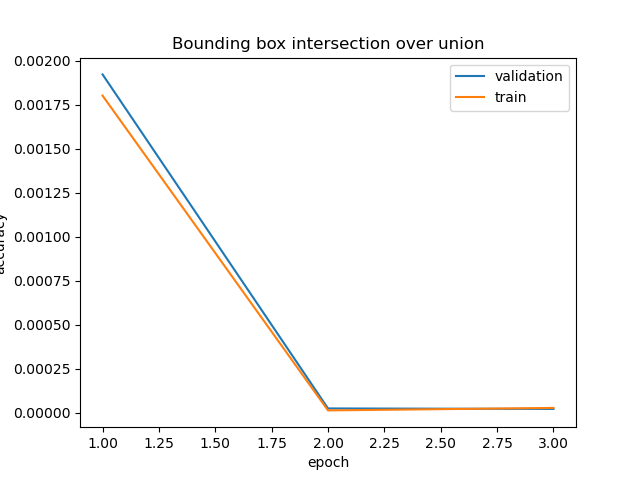 Bounding box intersection over union
0.00200
0.00175
0.00150
0.00125
0.00100
0.00075
0.00050
0.00025
0.00000
accuracy
validation
train
1.00 1.25 1.50 1.75 2.00 2.25 2.50 2.75 3.00
epoch